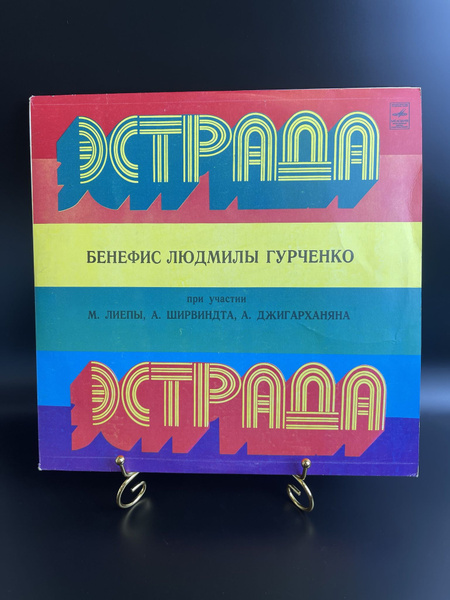 ЭСТРАДА
БЕНЕФИС ЛЮДМИЛЫ ГУРЧЕНКО
при участии
М. ЛИЕПЫ, А. ШИРВИНДТА, А. ДЖИГАРХАНЯНА
ЭСТРАДА